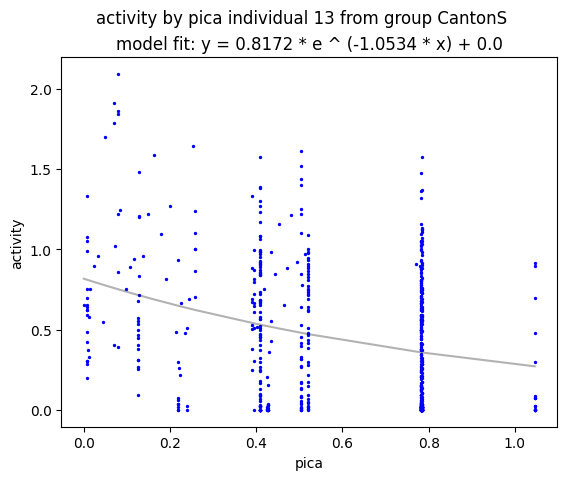 activity by pica individual 13 from group CantonS
model fit: y = 0.8172 * e ^ (-1.0534 * x) + 0.0
2.0
1.5
1.0
0.5
0.0
activity
0.0 0.2 0.4 0.6 0.8 1.0
pica